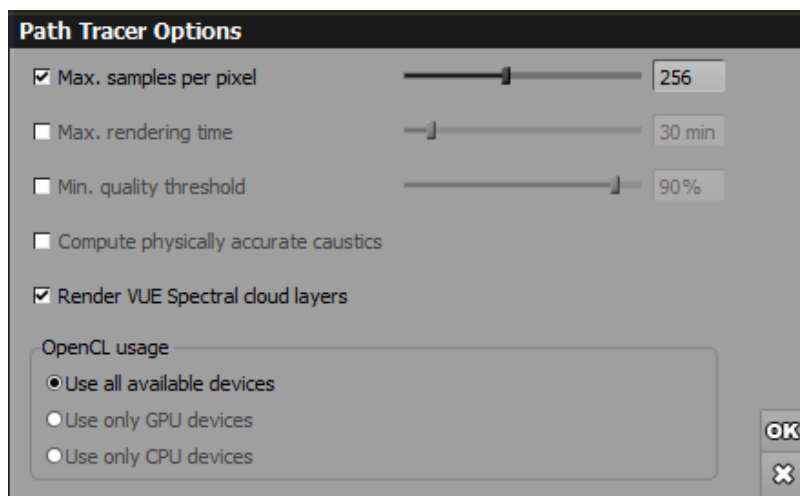 Path Tracer Options
Max. samples per pixel 256
Max. rendering time 30 min
Min. quality threshold 90%
Compute physically accurate caustics
Render VUE Spectral cloud layers
OpenCL usage
Use all available devices
Use only GPU devices
Use only CPU devices
OK